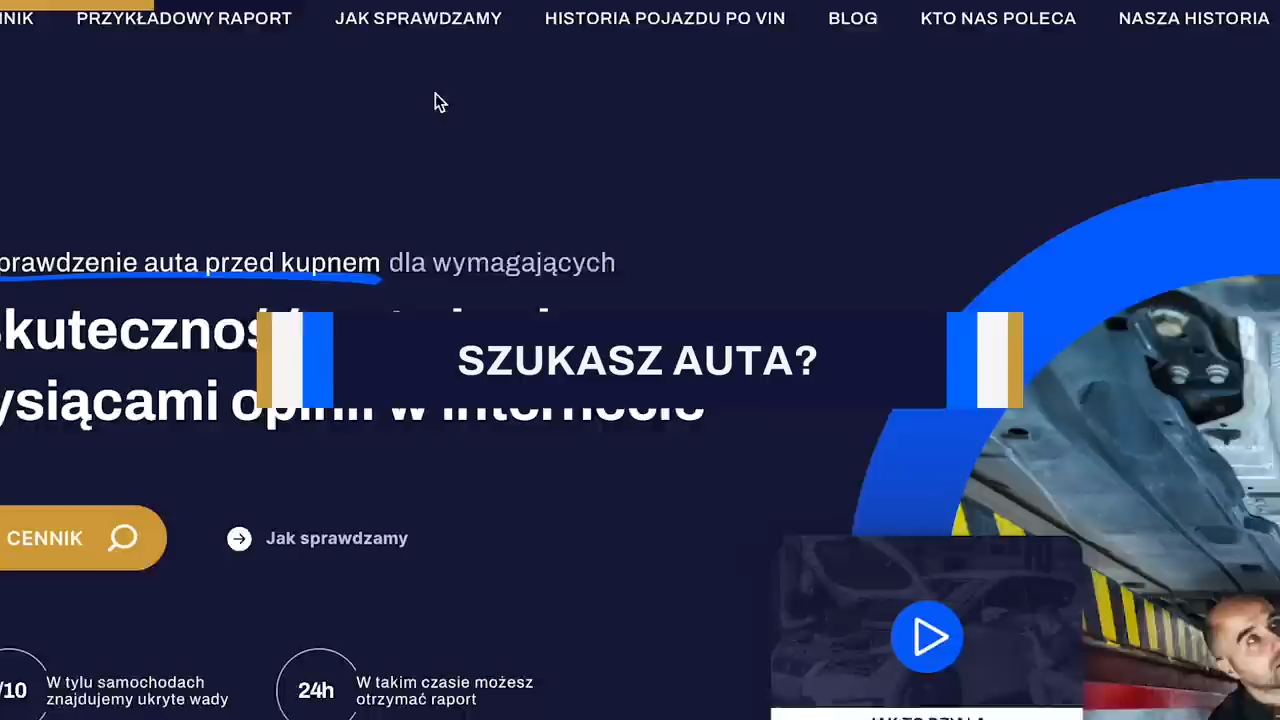 NIK PRZYKŁADOWY RAPORT JAK SPRAWDZAMY HISTORIA POJAZDU PO VIN BLOG KTO NAS POLECA NASZA HISTORIA
prawdzenie auta przed kupnem dla wymagających
SZUKASZ AUTA?
ysiącami opinii w internecie
CENNIK
Jak sprawdzamy
/10 W tylu samochodach
znajdujemy ukryte wady
24h W takim czasie możesz
otrzymać raport